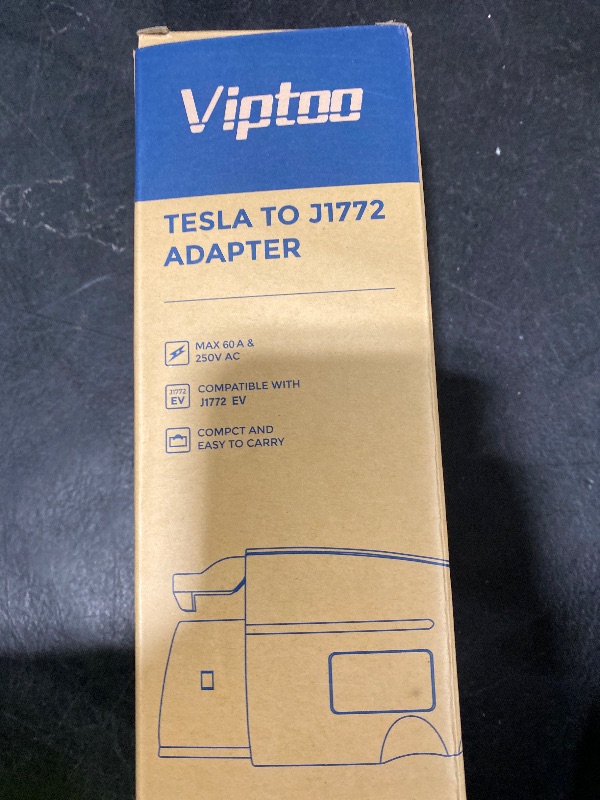 Viptoo
TESLA TO J1772
ADAPTER
MAX 60 A &
250V AC
J1772
EV
COMPATIBLE WITH
J1772 EV
COMPCT AND
EASY TO CARRY